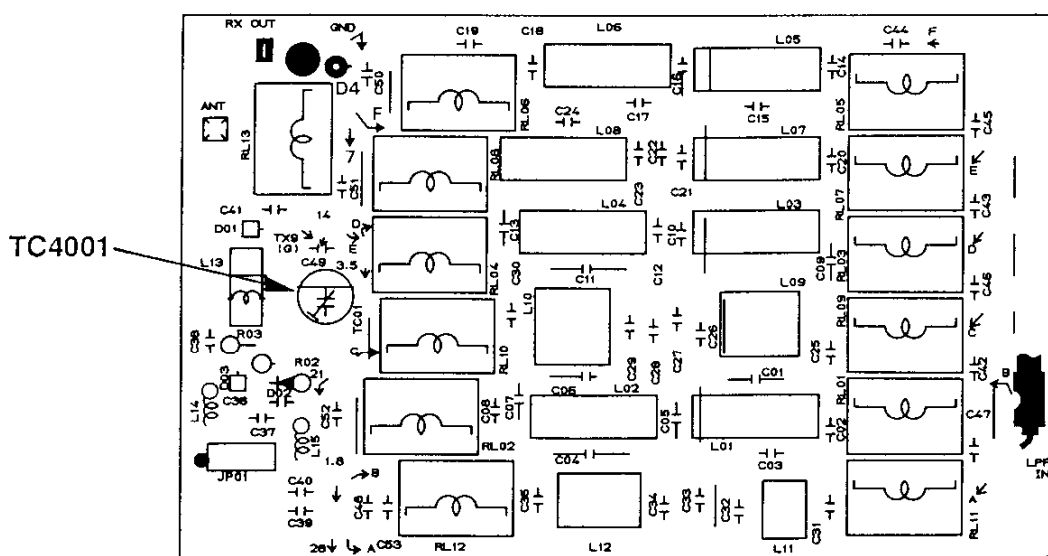 RX OUT
GND
C19
C18
L06
L05
C44
F
D4
C50
C16
C14
ANT
RL13
F
RL06
C17
C15
RL05
C24
C45
7
L08
L07
RL08
C22
C20
E
C51
C23
C21
RL07
C43
C41
14
L04
L03
D01
TX9
(G)
D
E
C13
C10
D
TC4001
L13
C49
3.5
RL04
C30
C11
C12
C09
RL03
C46
L10
L09
RL09
TC01
C38
R03
C
RL10
C29
C28
C27
C26
C25
C42
R02
21
C06
C01
B
D03
D02
L02
RL01
L14
C36
C52
C08
C07
C05
C02
C47
C37
L15
RL02
L01
1.8
C04
C03
LPF
IN
JP01
B
C40
C48
C35
C34
C33
C32
C31
A
C39
RL11
26
A
C53
RL12
L12
L11